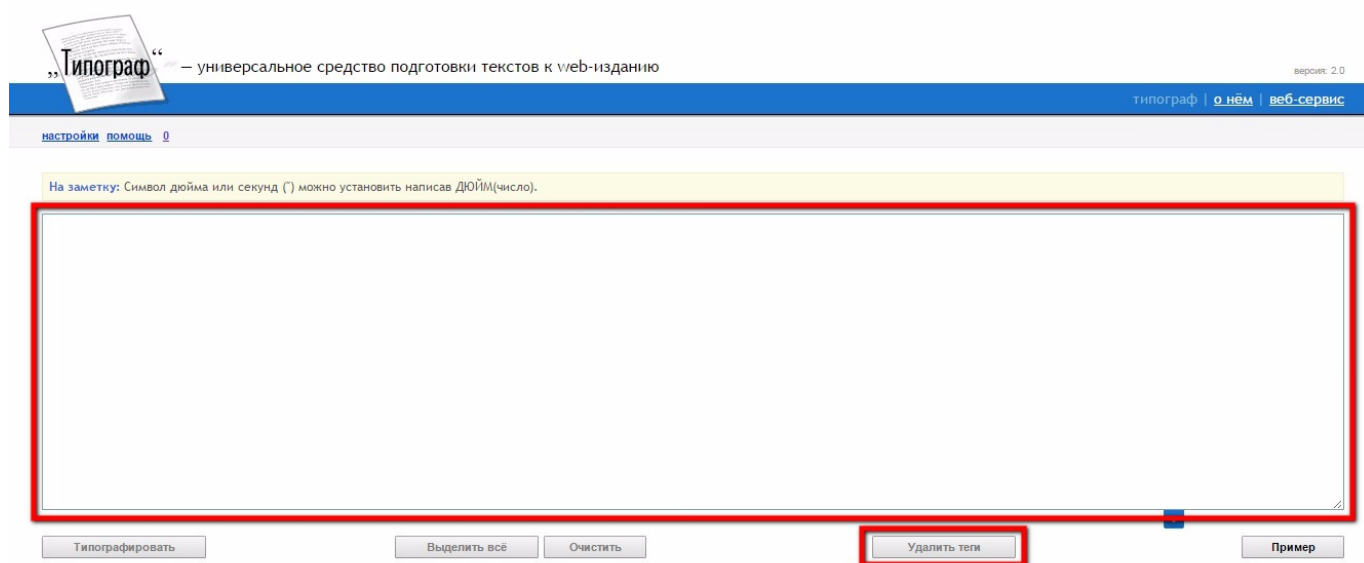 „Типограф“ — универсальное средство подготовки текстов к web-изданию
версия: 2.0
типограф | о нём | веб-сервис
настройки помощь 0
На заметку: Символ дюйма или секунд (") можно установить написав ДЮЙМ(число).
Типографировать Выделить всё Очистить Удалить теги Пример